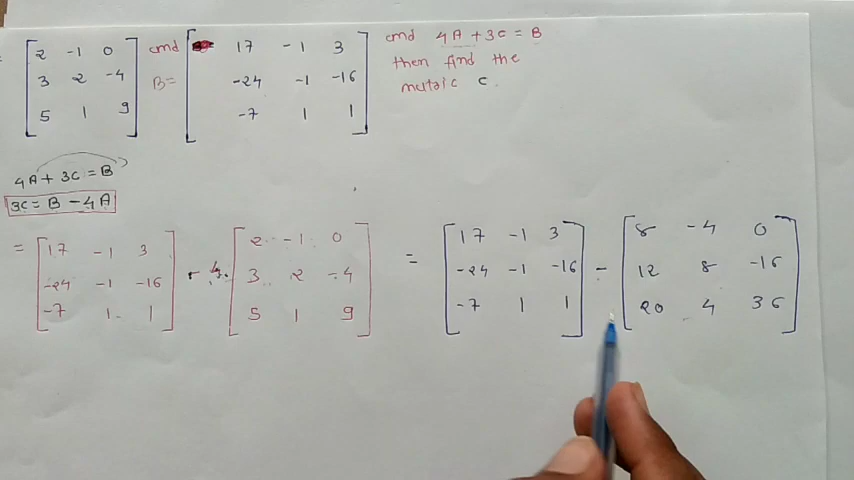 = [ 2 -1 0 cmd [ 17 -1 3 ] cmd 4A + 3C = B
3 2 -4 B= -24 -1 -16 then find the
5 1 9 ] -7 1 1 matric c.
4A + 3C = B
3C = B - 4A
= [ 17 -1 3 ] - 4. [ 2 -1 0 ] = [ 17 -1 3 ] - [ 8 -4 0 ]
-24 -1 -16 3 2 -4 -24 -1 -16 12 8 -16
-7 1 1 5 1 9 -7 1 1 20 4 36